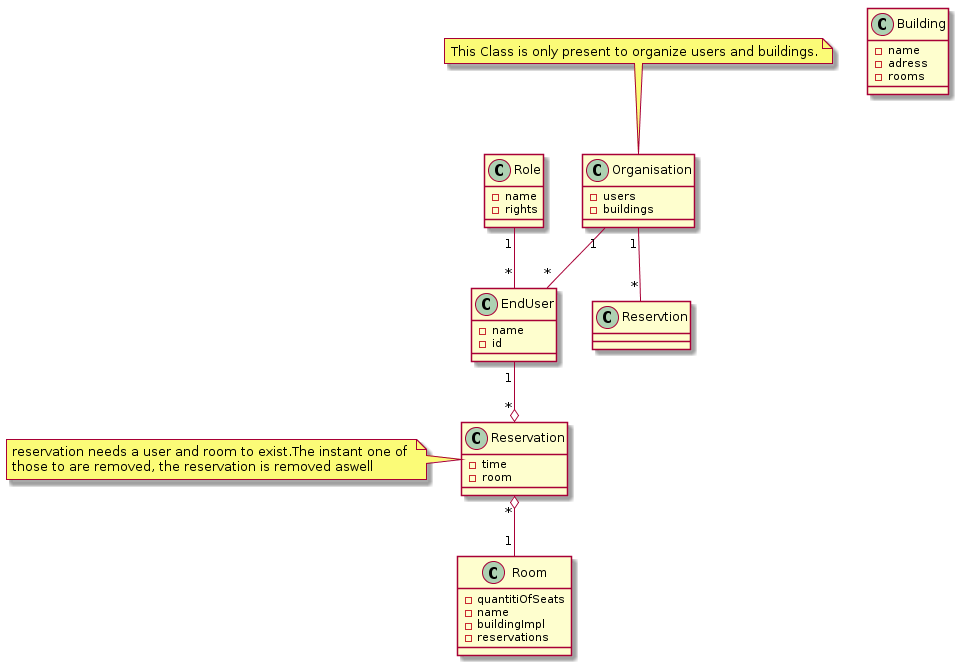 C Building
name
adress
rooms
This Class is only present to organize users and buildings.
C Role
name
rights
C Organisation
users
buildings
1
1
1
*
*
*
C EndUser
name
id
C Reservtion
1
*
reservation needs a user and room to exist.The instant one of
those to are removed, the reservation is removed aswell
C Reservation
time
room
*
1
C Room
quantitiOfSeats
name
buildingImpl
reservations